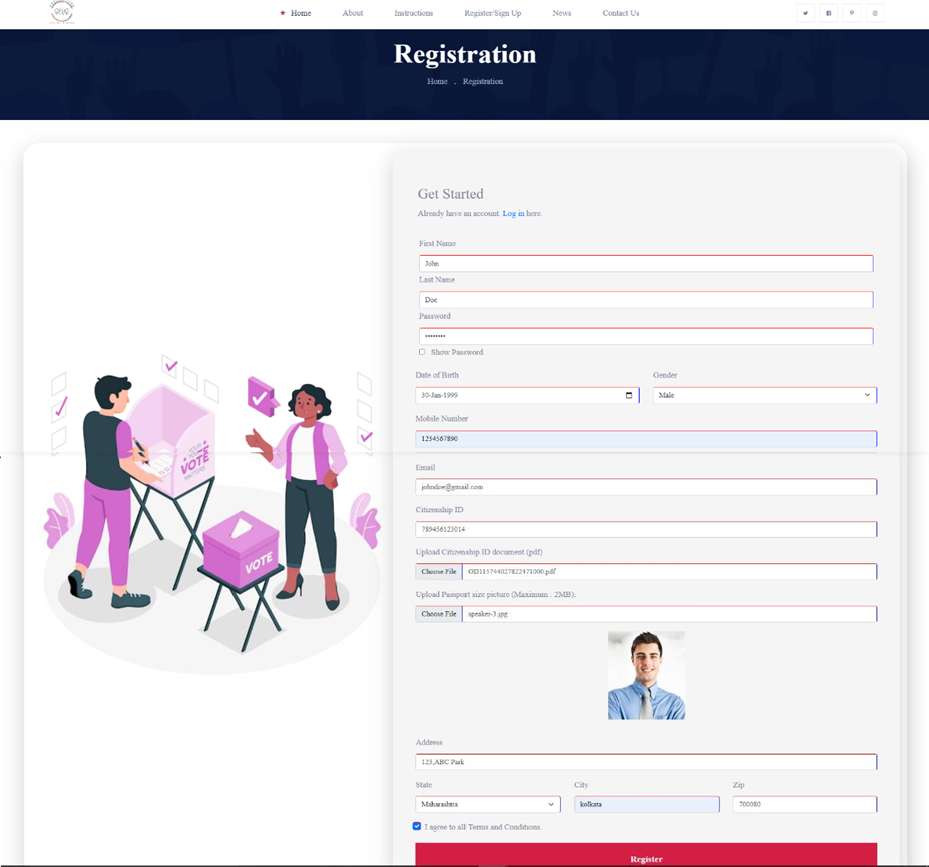 ★ Home About Instructions Register/Sign Up News Contact Us
Registration
Home . Registration
Get Started
Already have an account. Log in here.
First Name
John
Last Name
Doe
Password
••••••••
Show Password
Date of Birth Gender
30-Jan-1999 Male
Mobile Number
1234567890
Email
johndoe@gmail.com
Citizenship ID
789456123014
Upload Citizenship ID document (pdf)
Choose File OD115744027822471000.pdf
Upload Passport size picture (Maximum : 2MB);
Choose File speaker-3.jpg
Address
123,ABC Park
State City Zip
Maharashtra kolkata 700080
I agree to all Terms and Conditions.
Register
YOUR
VOTE
MATTERS
VOTE